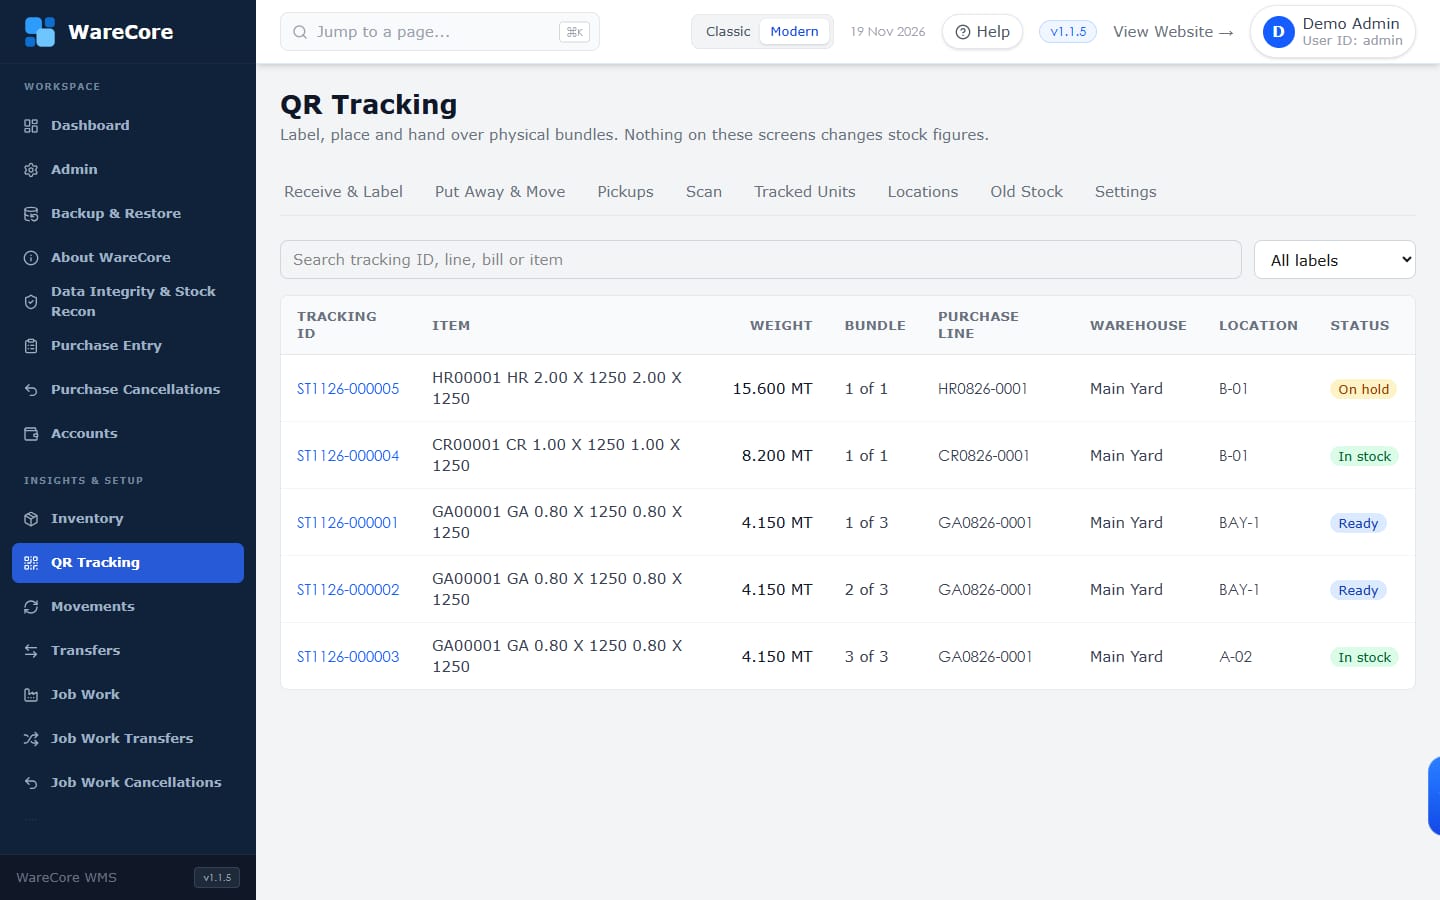 WareCore
Jump to a page...
⌘K
Classic
Modern
19 Nov 2026
Help
v1.1.5
View Website →
D
Demo Admin
User ID: admin
WORKSPACE
Dashboard
Admin
Backup & Restore
About WareCore
Data Integrity & Stock
Recon
Purchase Entry
Purchase Cancellations
Accounts
INSIGHTS & SETUP
Inventory
QR Tracking
Movements
Transfers
Job Work
Job Work Transfers
Job Work Cancellations
WareCore WMS
v1.1.5
QR Tracking
Label, place and hand over physical bundles. Nothing on these screens changes stock figures.
Receive & Label
Put Away & Move
Pickups
Scan
Tracked Units
Locations
Old Stock
Settings
Search tracking ID, line, bill or item
All labels
TRACKING
ID
ITEM
WEIGHT
BUNDLE
PURCHASE
LINE
WAREHOUSE
LOCATION
STATUS
ST1126-000005
HR00001 HR 2.00 X 1250 2.00 X
1250
15.600 MT
1 of 1
HR0826-0001
Main Yard
B-01
On hold
ST1126-000004
CR00001 CR 1.00 X 1250 1.00 X
1250
8.200 MT
1 of 1
CR0826-0001
Main Yard
B-01
In stock
ST1126-000001
GA00001 GA 0.80 X 1250 0.80 X
1250
4.150 MT
1 of 3
GA0826-0001
Main Yard
BAY-1
Ready
ST1126-000002
GA00001 GA 0.80 X 1250 0.80 X
1250
4.150 MT
2 of 3
GA0826-0001
Main Yard
BAY-1
Ready
ST1126-000003
GA00001 GA 0.80 X 1250 0.80 X
1250
4.150 MT
3 of 3
GA0826-0001
Main Yard
A-02
In stock